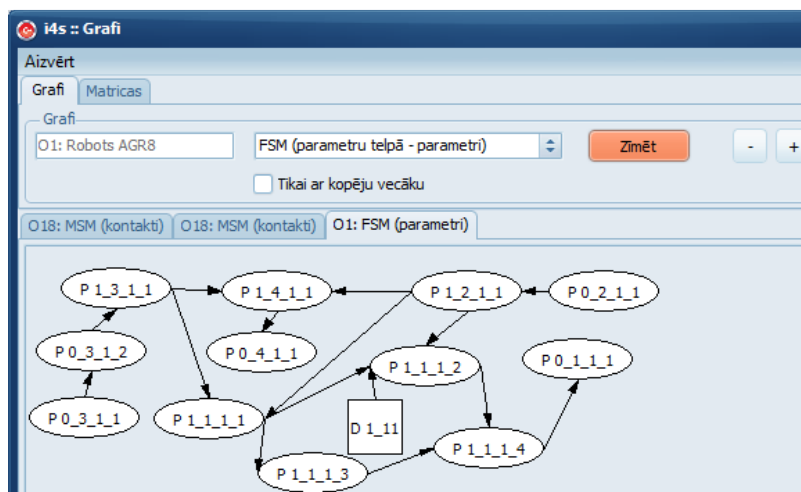 i4s :: Grafi
Aizvērt
Grafi Matricas
Grafi
O1: Robots AGR8 FSM (parametru telpā - parametri) Zīmēt - +
Tikai ar kopēju vecāku
O18: MSM (kontakti) O18: MSM (kontakti) O1: FSM (parametri)
P 1_3_1_1 P 1_4_1_1 P 1_2_1_1 P 0_2_1_1
P 0_3_1_2 P 0_4_1_1 P 1_1_1_2 P 0_1_1_1
P 0_3_1_1 P 1_1_1_1 D 1_11 P 1_1_1_4
P 1_1_1_3